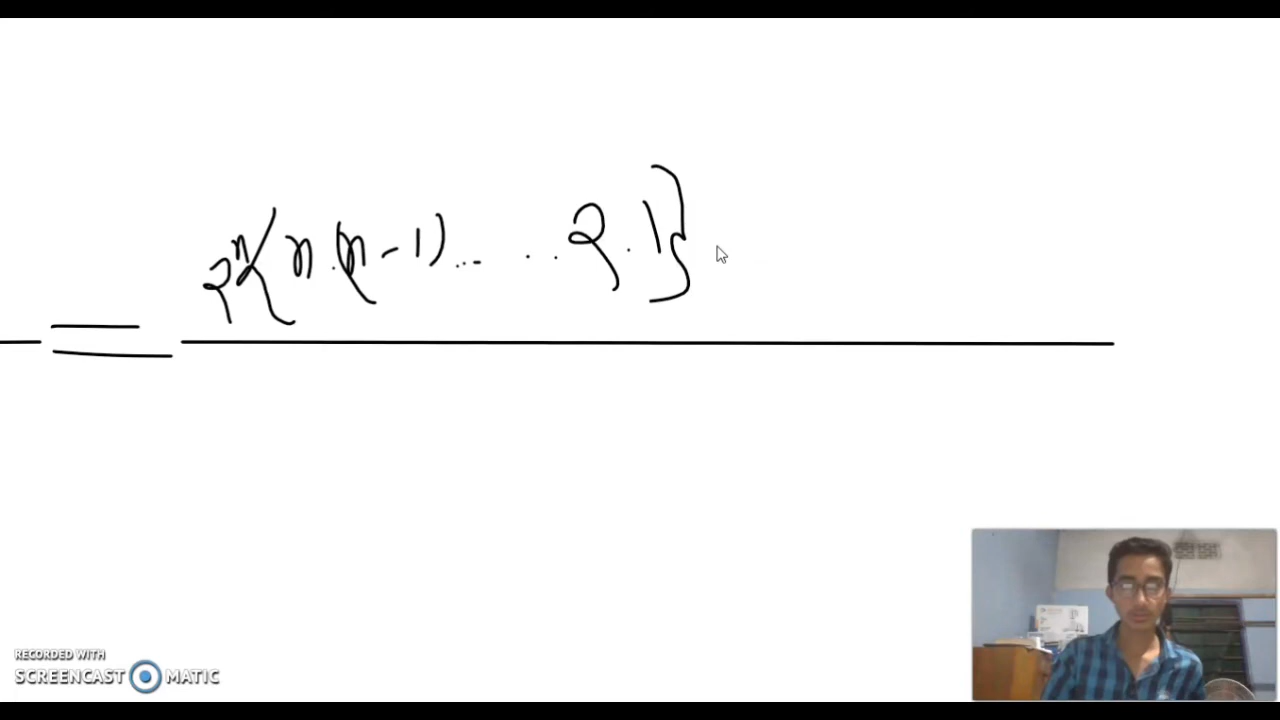 2ⁿ{n.(n-1)... ...2.1}
=
RECORDED WITH
SCREENCAST MATIC